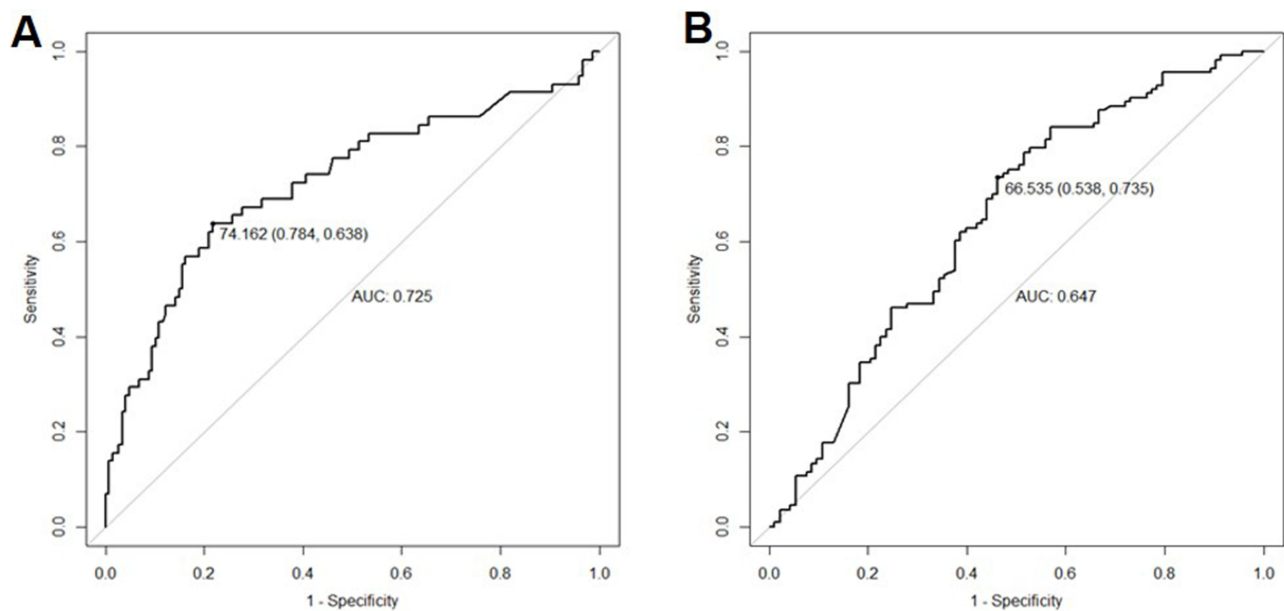 A
1.0
0.8
0.6
0.4
0.2
0.0
Sensitivity
74.162 (0.784, 0.638)
AUC: 0.725
0.0 0.2 0.4 0.6 0.8 1.0
1 - Specificity
B
1.0
0.8
0.6
0.4
0.2
0.0
Sensitivity
66.535 (0.538, 0.735)
AUC: 0.647
0.0 0.2 0.4 0.6 0.8 1.0
1 - Specificity